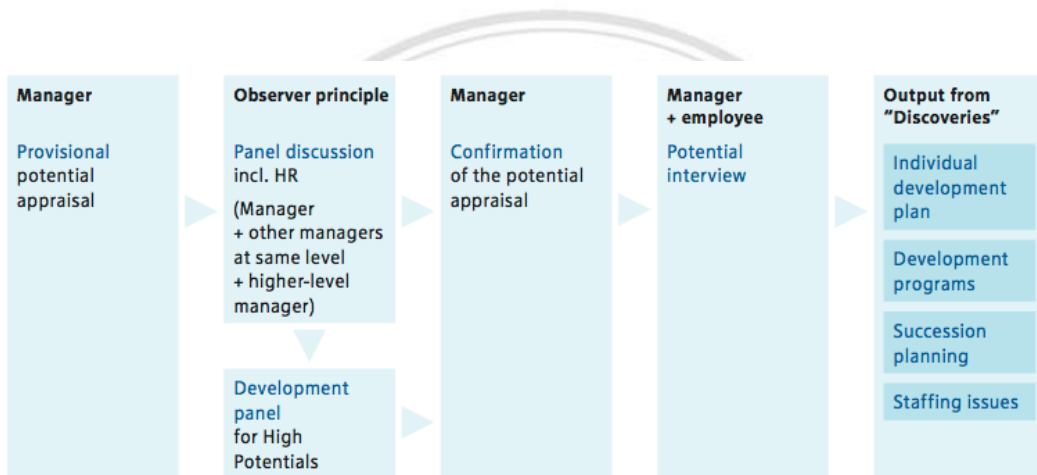 Manager
Provisional
potential
appraisal
Observer principle
Panel discussion
incl. HR
(Manager
+ other managers
at same level
+ higher-level
manager)
Development
panel
for High
Potentials
Manager
Confirmation
of the potential
appraisal
Manager
+ employee
Potential
interview
Output from
“Discoveries”
Individual
development
plan
Development
programs
Succession
planning
Staffing issues